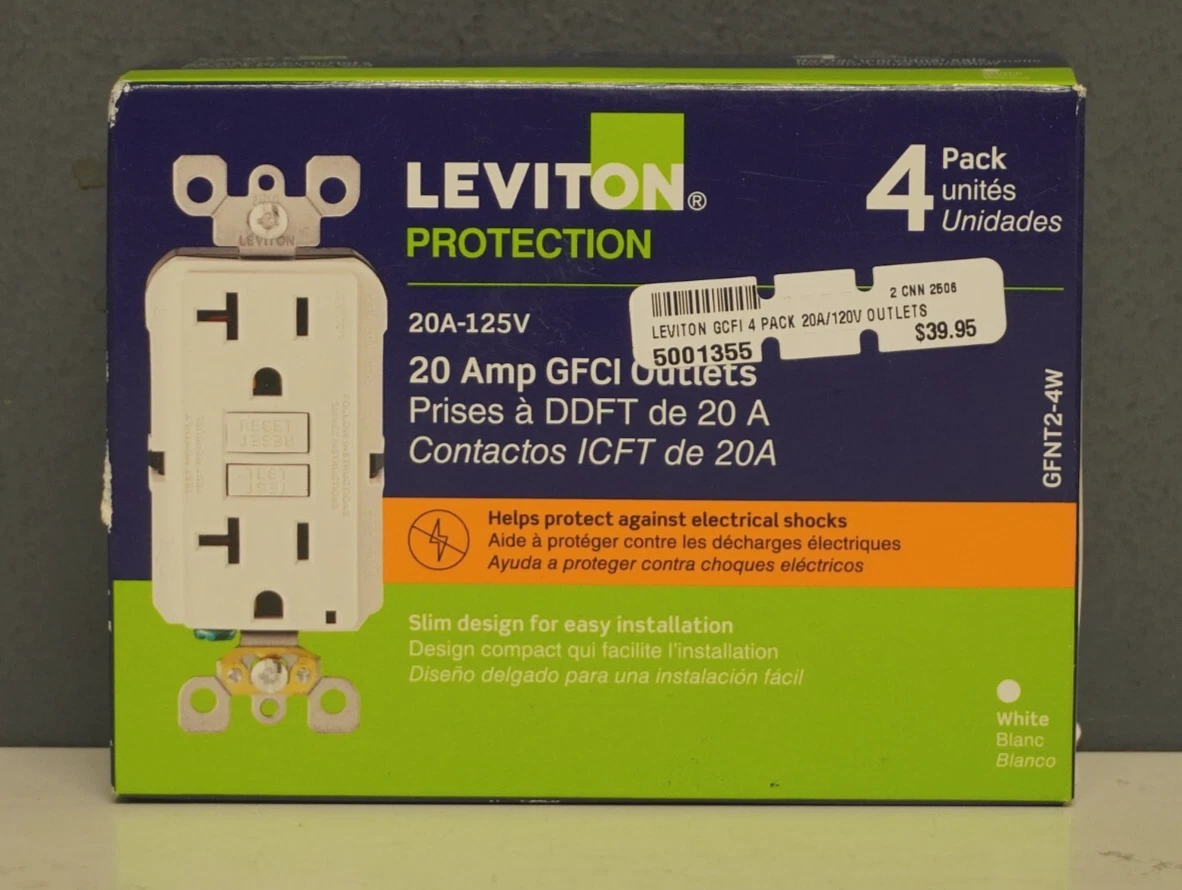 LEVITON®
PROTECTION
4 Pack
unités
Unidades
2 CNN 2506
LEVITON GCFI 4 PACK 20A/120V OUTLETS
5001355 $39.95
20A-125V
20 Amp GFCI Outlets
Prises à DDFT de 20 A
Contactos ICFT de 20A
GFNT2-4W
Helps protect against electrical shocks
Aide à protéger contre les décharges électriques
Ayuda a proteger contra choques eléctricos
Slim design for easy installation
Design compact qui facilite l'installation
Diseño delgado para una instalación fácil
White
Blanc
Blanco
LEVITON
RESET
TEST